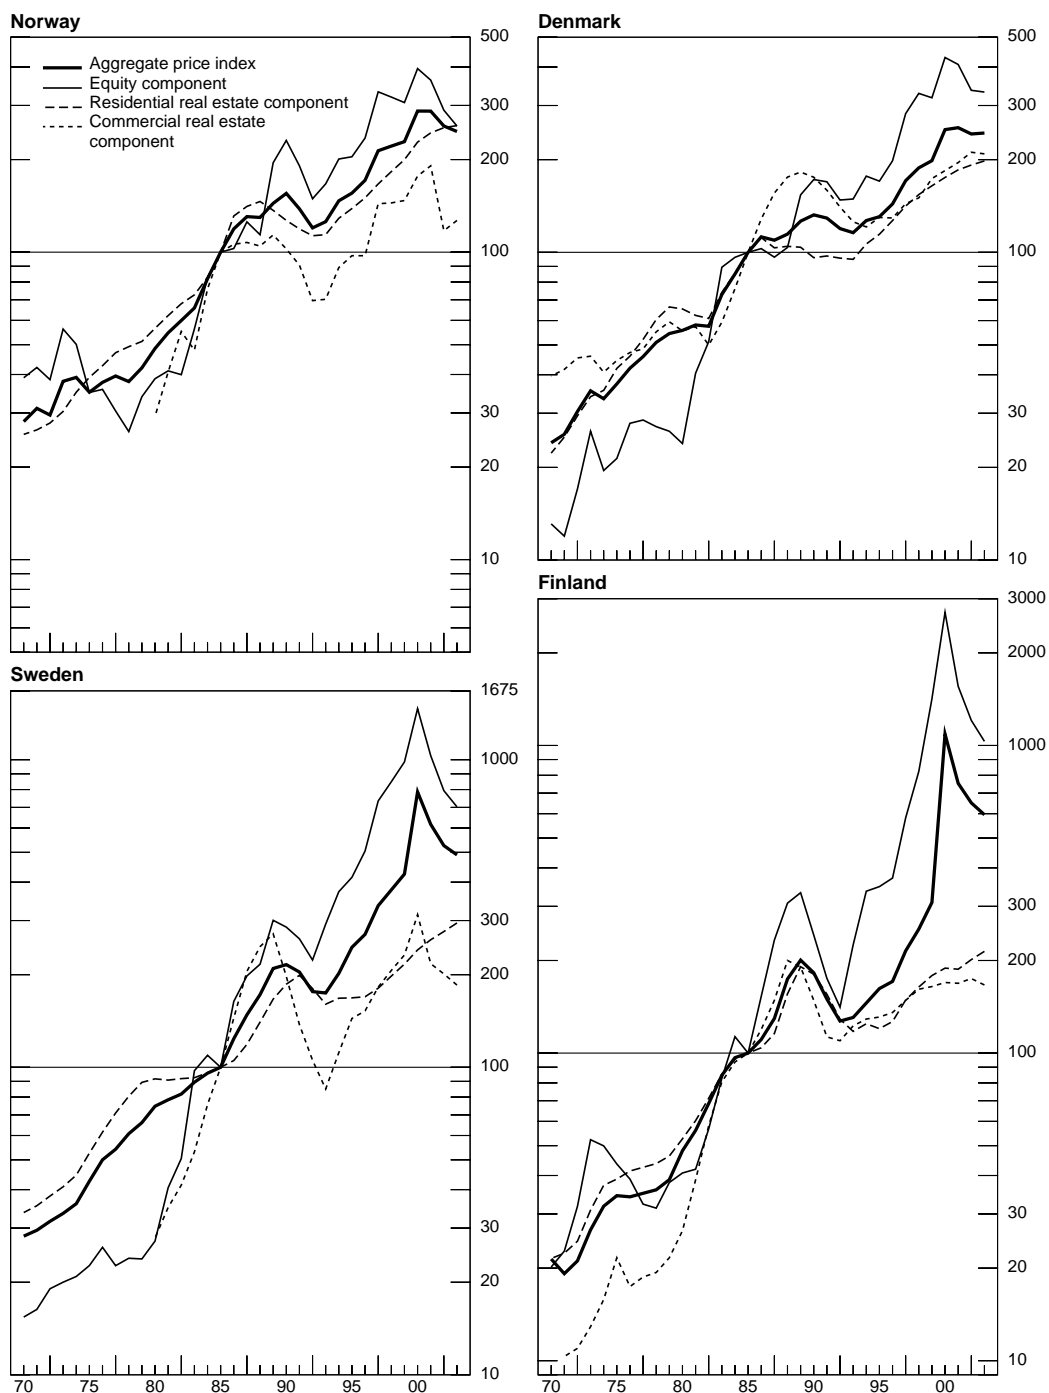 Norway
Aggregate price index
Equity component
Residential real estate component
Commercial real estate
component
500
300
200
100
30
20
10
Denmark
500
300
200
100
30
20
10
Sweden
1675
1000
300
200
100
30
20
10
70 75 80 85 90 95 00
Finland
3000
2000
1000
300
200
100
30
20
10
70 75 80 85 90 95 00